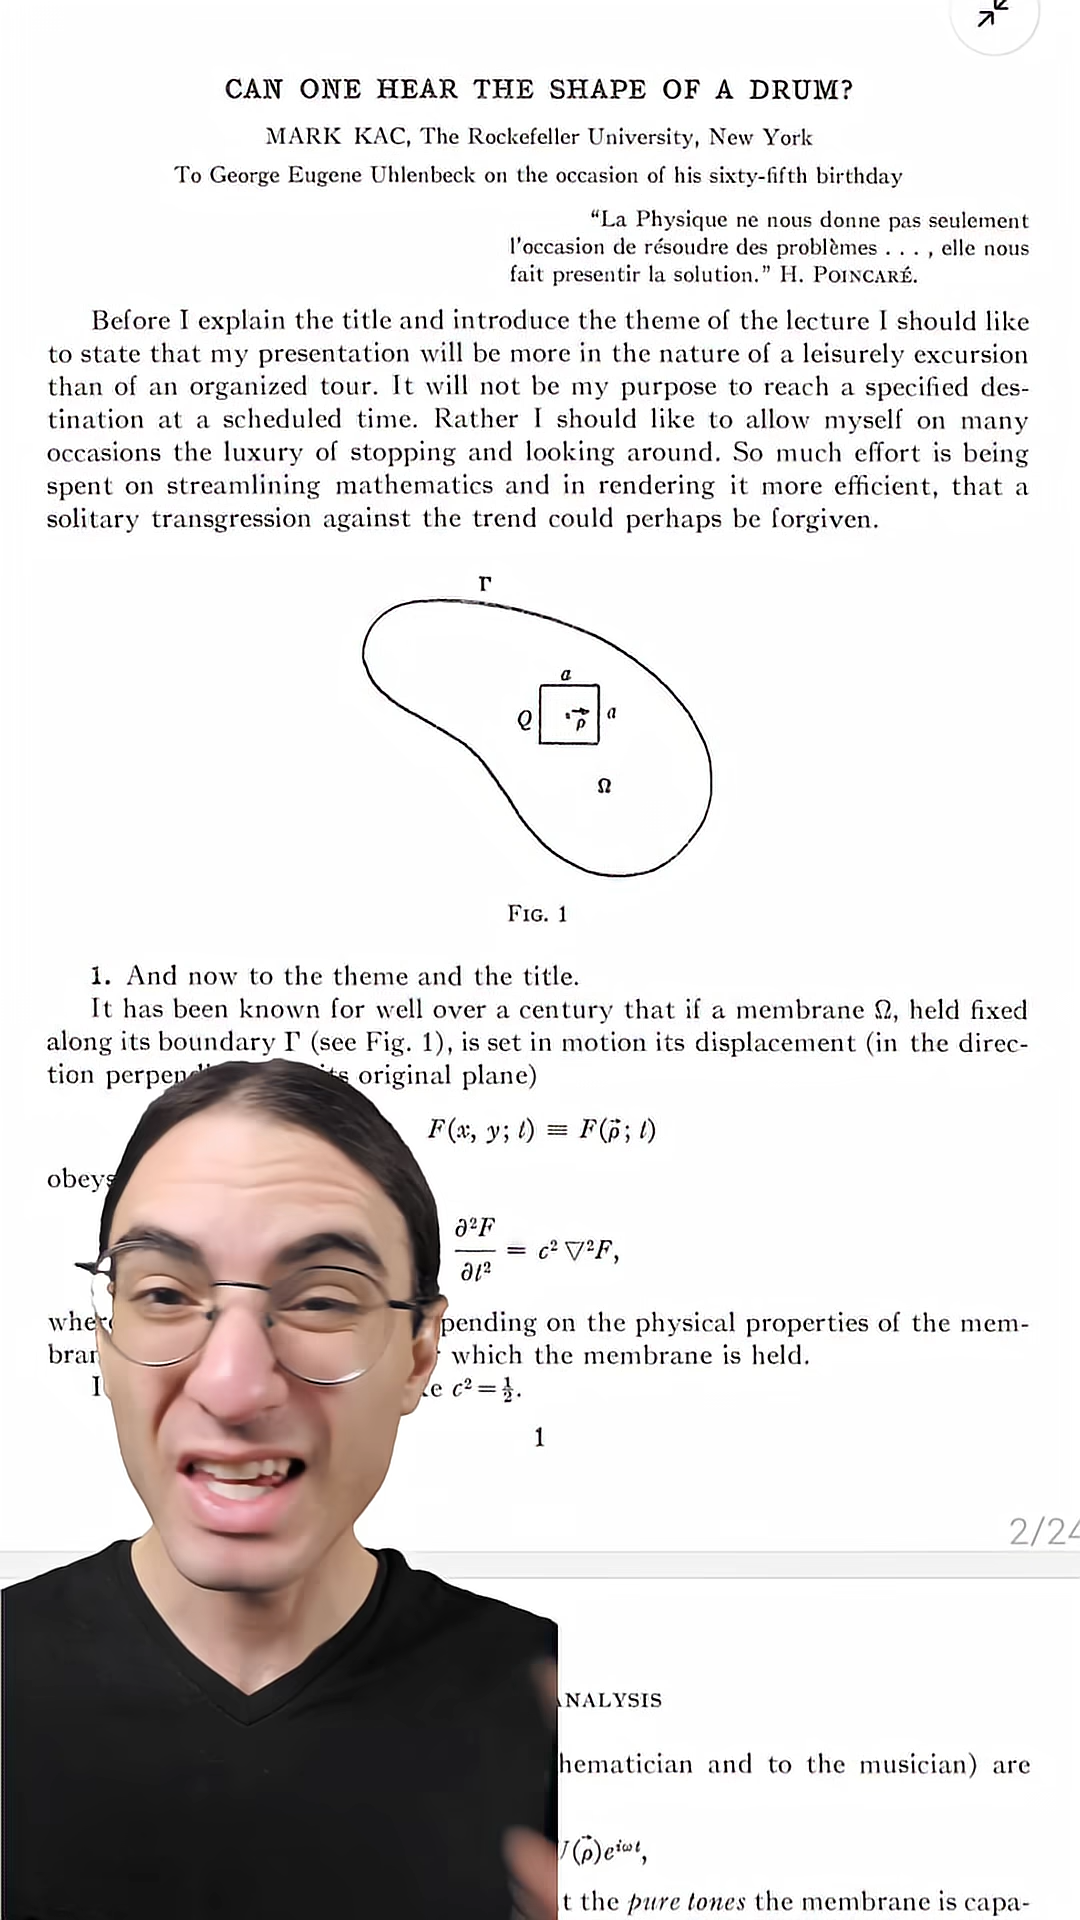 CAN ONE HEAR THE SHAPE OF A DRUM?
MARK KAC, The Rockefeller University, New York
To George Eugene Uhlenbeck on the occasion of his sixty-fifth birthday
“La Physique ne nous donne pas seulement
l'occasion de résoudre des problèmes . . . , elle nous
fait presentir la solution.” H. POINCARÉ.
Before I explain the title and introduce the theme of the lecture I should like
to state that my presentation will be more in the nature of a leisurely excursion
than of an organized tour. It will not be my purpose to reach a specified des-
tination at a scheduled time. Rather I should like to allow myself on many
occasions the luxury of stopping and looking around. So much effort is being
spent on streamlining mathematics and in rendering it more efficient, that a
solitary transgression against the trend could perhaps be forgiven.
Γ
a
Q
ρ⃗
a
Ω
FIG. 1
1. And now to the theme and the title.
It has been known for well over a century that if a membrane Ω, held fixed
along its boundary Γ (see Fig. 1), is set in motion its displacement (in the direc-
tion original plane)
F(x, y; t) ≡ F(ρ⃗; t)
obeys
∂²F
∂t²
= c² ∇²F,
pending on the physical properties of the mem-
which the membrane is held.
I c² = ½.
1
2/24
NALYSIS
hematician and to the musician) are
(ρ⃗)e^{iωt},
the pure tones the membrane is capa-